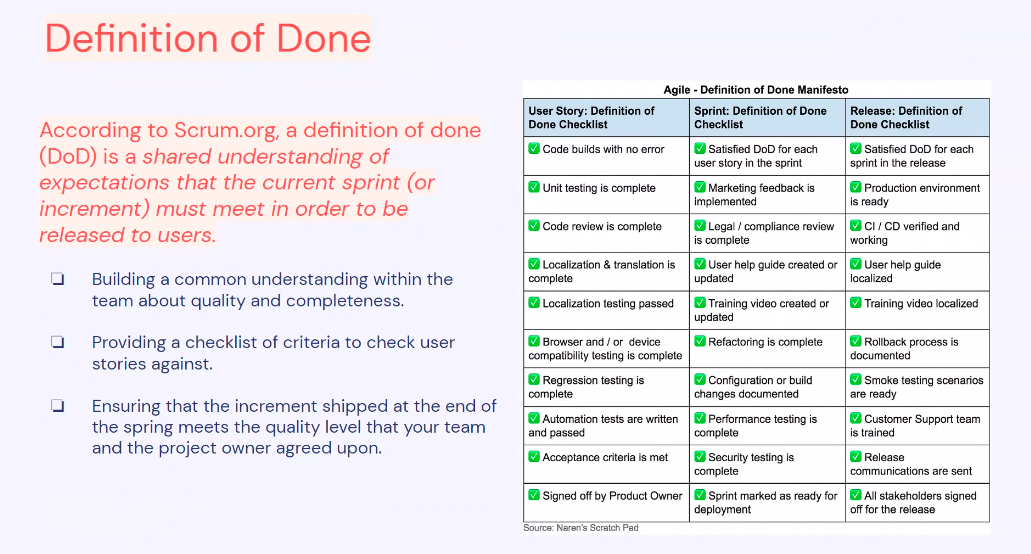 Definition of Done
According to Scrum.org, a definition of done
(DoD) is a shared understanding of
expectations that the current sprint (or
increment) must meet in order to be
released to users.
Building a common understanding within the
team about quality and completeness.
Providing a checklist of criteria to check user
stories against.
Ensuring that the increment shipped at the end of
the spring meets the quality level that your team
and the project owner agreed upon.
Agile - Definition of Done Manifesto
User Story: Definition of
Done Checklist
Sprint: Definition of Done
Checklist
Release: Definition of
Done Checklist
✅ Code builds with no error
✅ Satisfied DoD for each
user story in the sprint
✅ Satisfied DoD for each
sprint in the release
✅ Unit testing is complete
✅ Marketing feedback is
implemented
✅ Production environment
is ready
✅ Code review is complete
✅ Legal / compliance review
is complete
✅ CI / CD verified and
working
✅ Localization & translation is
complete
✅ User help guide created or
updated
✅ User help guide
localized
✅ Localization testing passed
✅ Training video created or
updated
✅ Training video localized
✅ Browser and / or device
compatibility testing is complete
✅ Refactoring is complete
✅ Rollback process is
documented
✅ Regression testing is
complete
✅ Configuration or build
changes documented
✅ Smoke testing scenarios
are ready
✅ Automation tests are written
and passed
✅ Performance testing is
complete
✅ Customer Support team
is trained
✅ Acceptance criteria is met
✅ Security testing is
complete
✅ Release
communications are sent
✅ Signed off by Product Owner
✅ Sprint marked as ready for
deployment
✅ All stakeholders signed
off for the release
Source: Naren's Scratch Pad